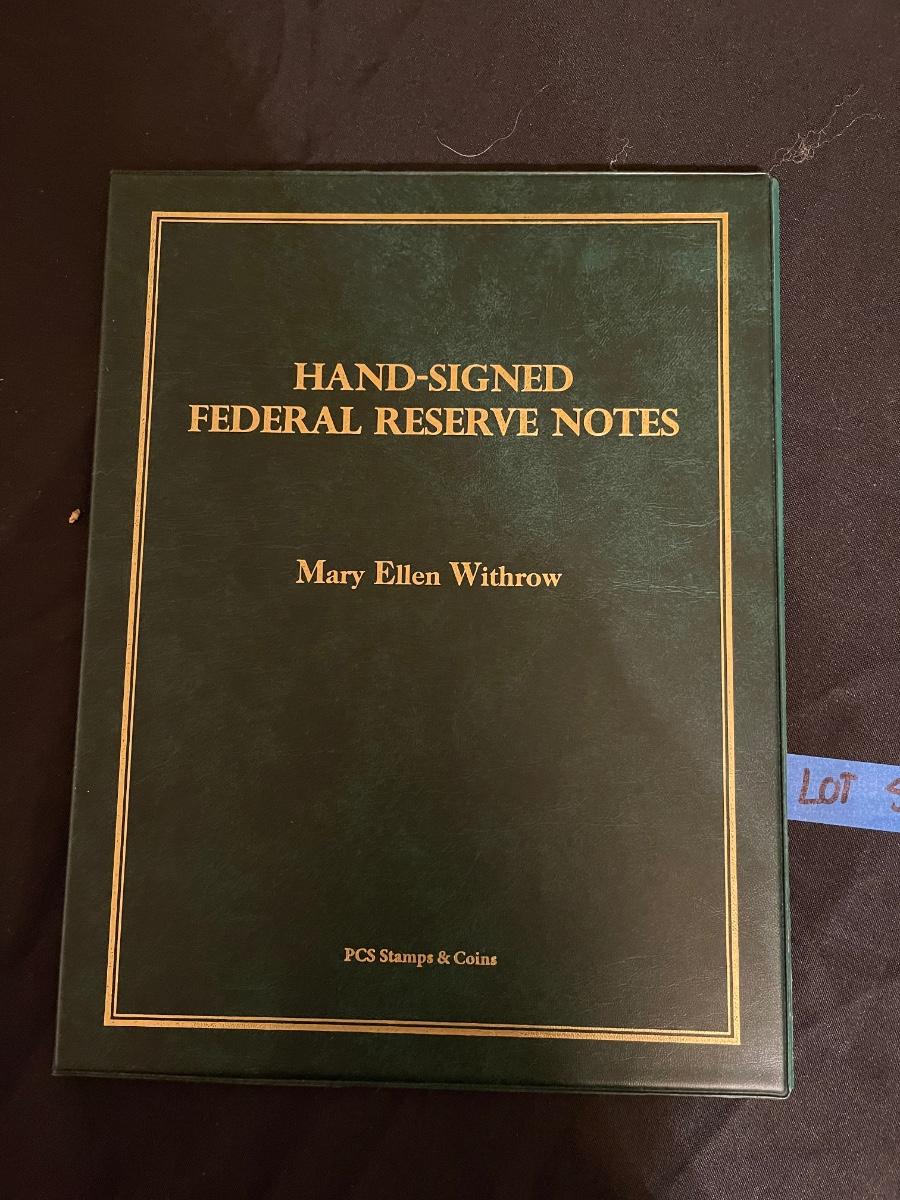 HAND-SIGNED
FEDERAL RESERVE NOTES
Mary Ellen Withrow
LOT
PCS Stamps & Coins